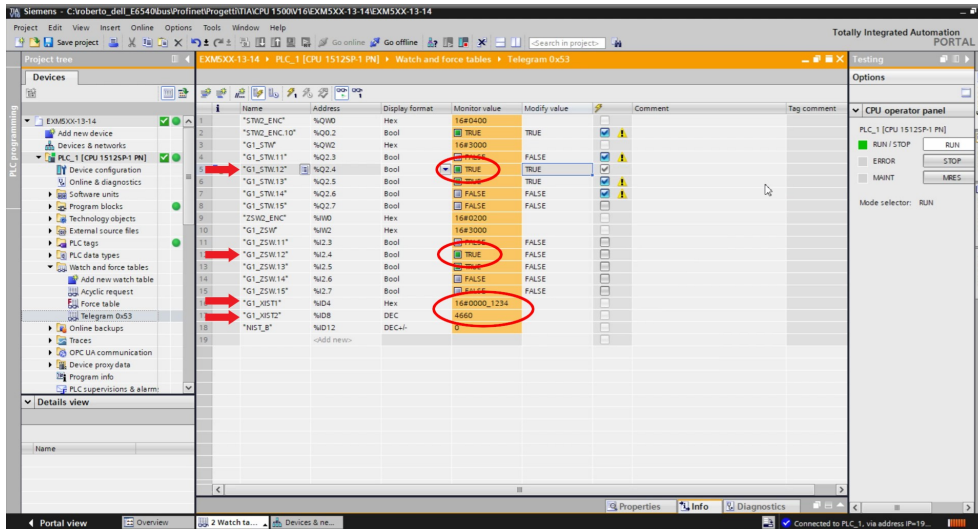 Siemens - C:\roberto_dell_E6540\bus\Profinet\Progetti\TIA\CPU 1500\V16\EXM5XX-13-14\EXM5XX-13-14
Project Edit View Insert Online Options Tools Window Help
Totally Integrated Automation
PORTAL
Save project Go online Go offline <Search in project>
Project tree
EXM5XX-13-14 PLC_1 [CPU 1512SP-1 PN] Watch and force tables Telegram 0x53
Testing
Devices
Options
PLC programming
i Name Address Display format Monitor value Modify value Comment Tag comment
1 "STW2_ENC" %QW0 Hex 16#0400
2 "STW2_ENC.10" %Q0.2 Bool TRUE TRUE
3 "G1_STW" %QW2 Hex 16#3000
4 "G1_STW.11" %Q2.3 Bool FALSE FALSE
5 "G1_STW.12" %Q2.4 Bool TRUE TRUE
6 "G1_STW.13" %Q2.5 Bool TRUE TRUE
7 "G1_STW.14" %Q2.6 Bool FALSE FALSE
8 "G1_STW.15" %Q2.7 Bool FALSE FALSE
9 "ZSW2_ENC" %IW0 Hex 16#0200
10 "G1_ZSW" %IW2 Hex 16#3000
11 "G1_ZSW.11" %I2.3 Bool FALSE FALSE
12 "G1_ZSW.12" %I2.4 Bool TRUE FALSE
13 "G1_ZSW.13" %I2.5 Bool TRUE FALSE
14 "G1_ZSW.14" %I2.6 Bool FALSE FALSE
15 "G1_ZSW.15" %I2.7 Bool FALSE FALSE
16 "G1_XIST1" %ID4 Hex 16#0000_1234
17 "G1_XIST2" %ID8 DEC 4660
18 "NIST_B" %ID12 DEC+/- 0
19 <Add new>
EXM5XX-13-14
Add new device
Devices & networks
PLC_1 [CPU 1512SP-1 PN]
Device configuration
Online & diagnostics
Software units
Program blocks
Technology objects
External source files
PLC tags
PLC data types
Watch and force tables
Add new watch table
Acyclic request
Force table
Telegram 0x53
Online backups
Traces
OPC UA communication
Device proxy data
Program info
PLC supervisions & alarms
Details view
Name
CPU operator panel
PLC_1 [CPU 1512SP-1 PN]
RUN / STOP RUN
ERROR STOP
MAINT MRES
Mode selector: RUN
Properties Info Diagnostics
Portal view Overview 2 Watch ta... Devices & ne... Connected to PLC_1, via address IP=19...